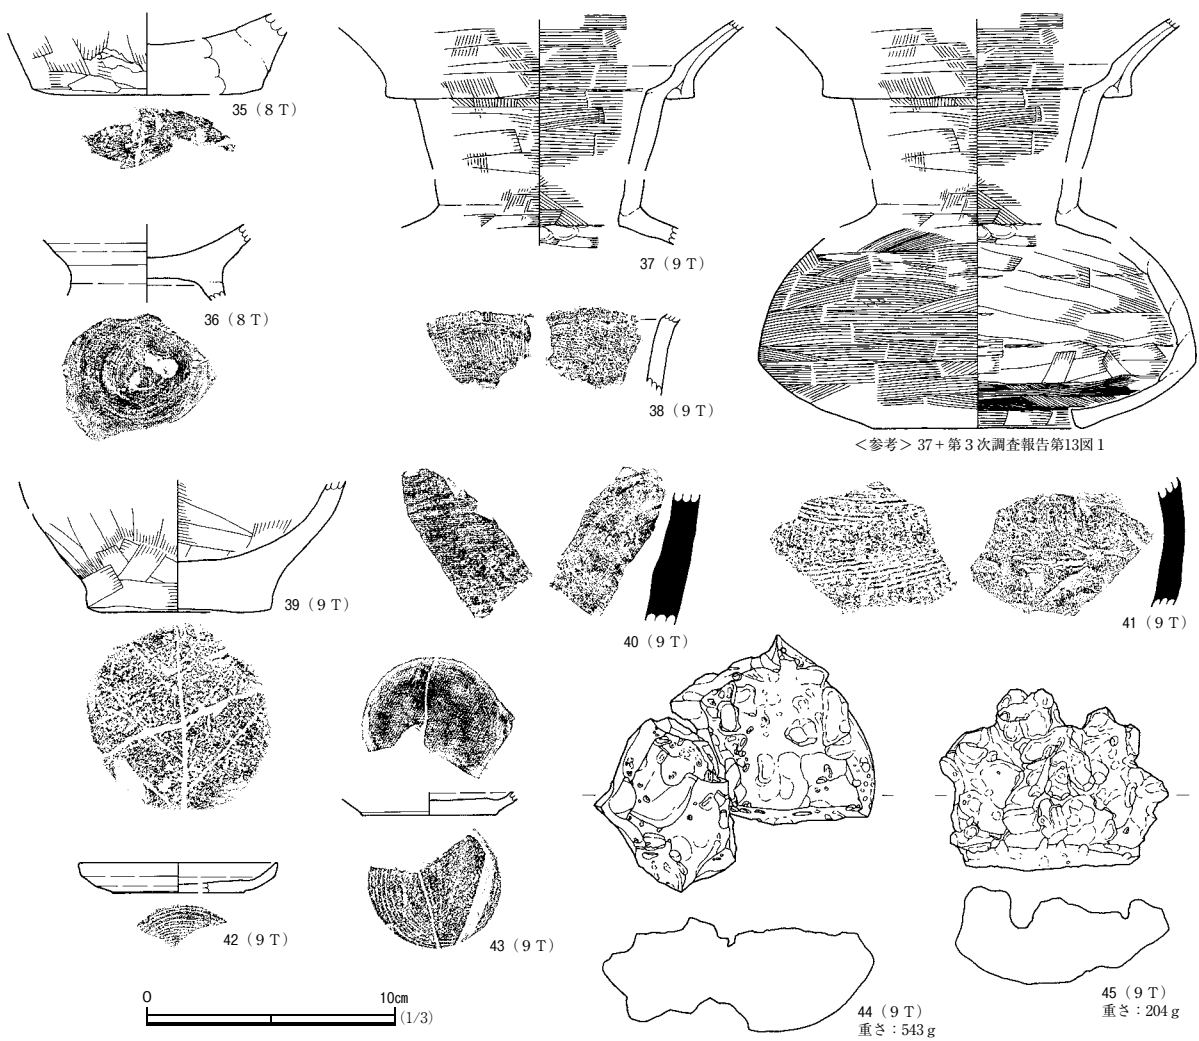 35（8T）
36（8T）
37（9T）
38（9T）
＜参考＞ 37＋第３次調査報告第13図１
39（9T）
40（9T）
41（9T）
42（9T）
43（9T）
44（9T）
重さ：543ｇ
45（9T）
重さ：204ｇ
0 10cm
(1/3)